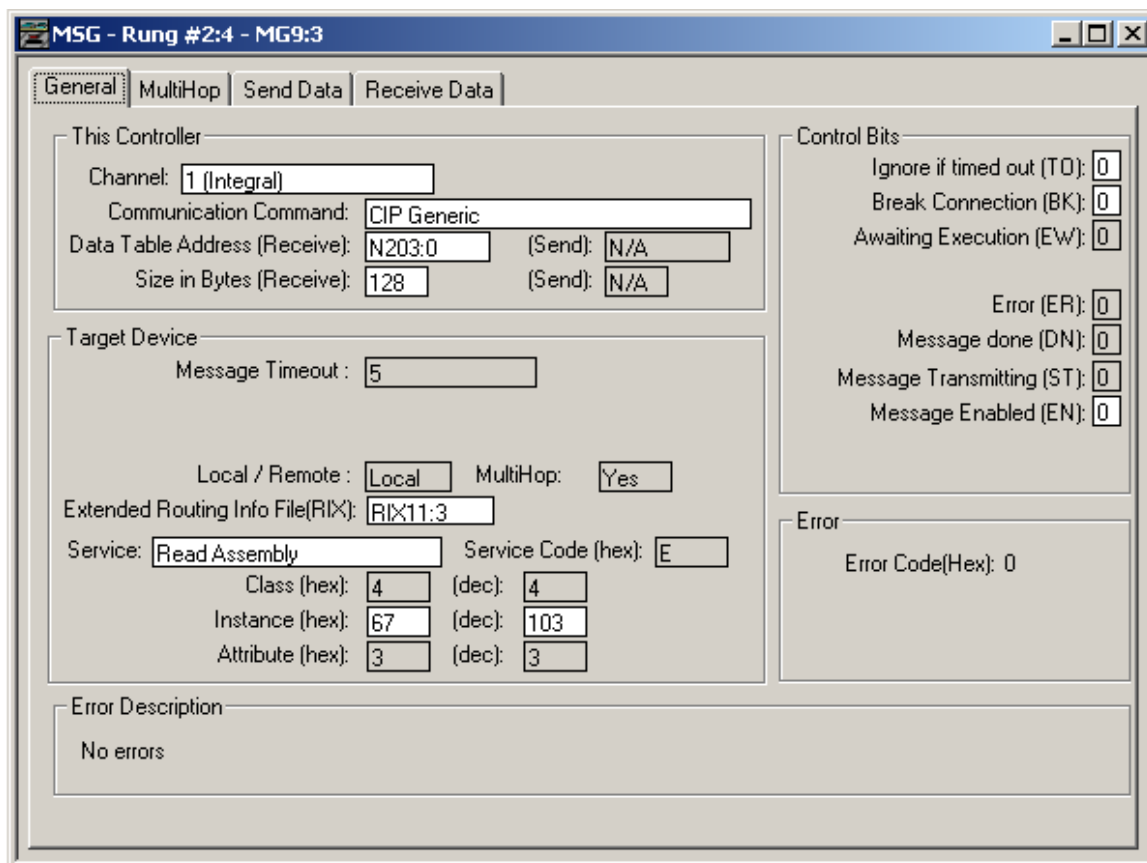 MSG - Rung #2:4 - MG9:3
General MultiHop Send Data Receive Data
This Controller
Channel: 1 (Integral)
Communication Command: CIP Generic
Data Table Address (Receive): N203:0 (Send): N/A
Size in Bytes (Receive): 128 (Send): N/A
Target Device
Message Timeout : 5
Local / Remote : Local MultiHop: Yes
Extended Routing Info File(RIX): RIX11:3
Service: Read Assembly Service Code (hex): E
Class (hex): 4 (dec): 4
Instance (hex): 67 (dec): 103
Attribute (hex): 3 (dec): 3
Control Bits
Ignore if timed out (TO): 0
Break Connection (BK): 0
Awaiting Execution (EW): 0
Error (ER): 0
Message done (DN): 0
Message Transmitting (ST): 0
Message Enabled (EN): 0
Error
Error Code(Hex): 0
Error Description
No errors